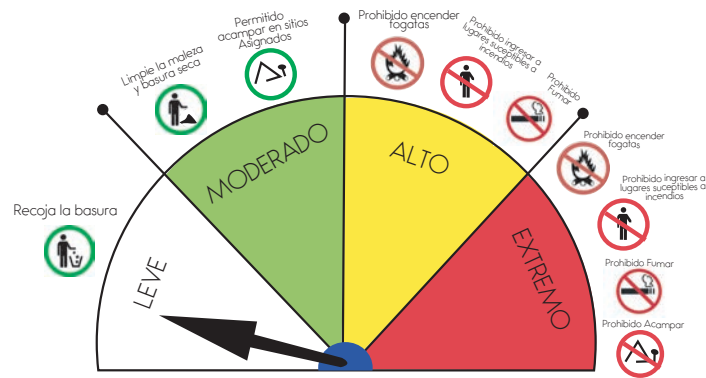 Recoja la basura
LEVE
Limpie la maleza
y basura seca
Permitido
acampar en sitios
Asignados
MODERADO
Prohibido encender
fogatas
Prohibido ingresar a
lugares suceptibles a
incendios
Prohibido
Fumar
ALTO
Prohibido encender
fogatas
Prohibido ingresar a
lugares suceptibles a
incendios
Prohibido Fumar
Prohibido Acampar
EXTREMO